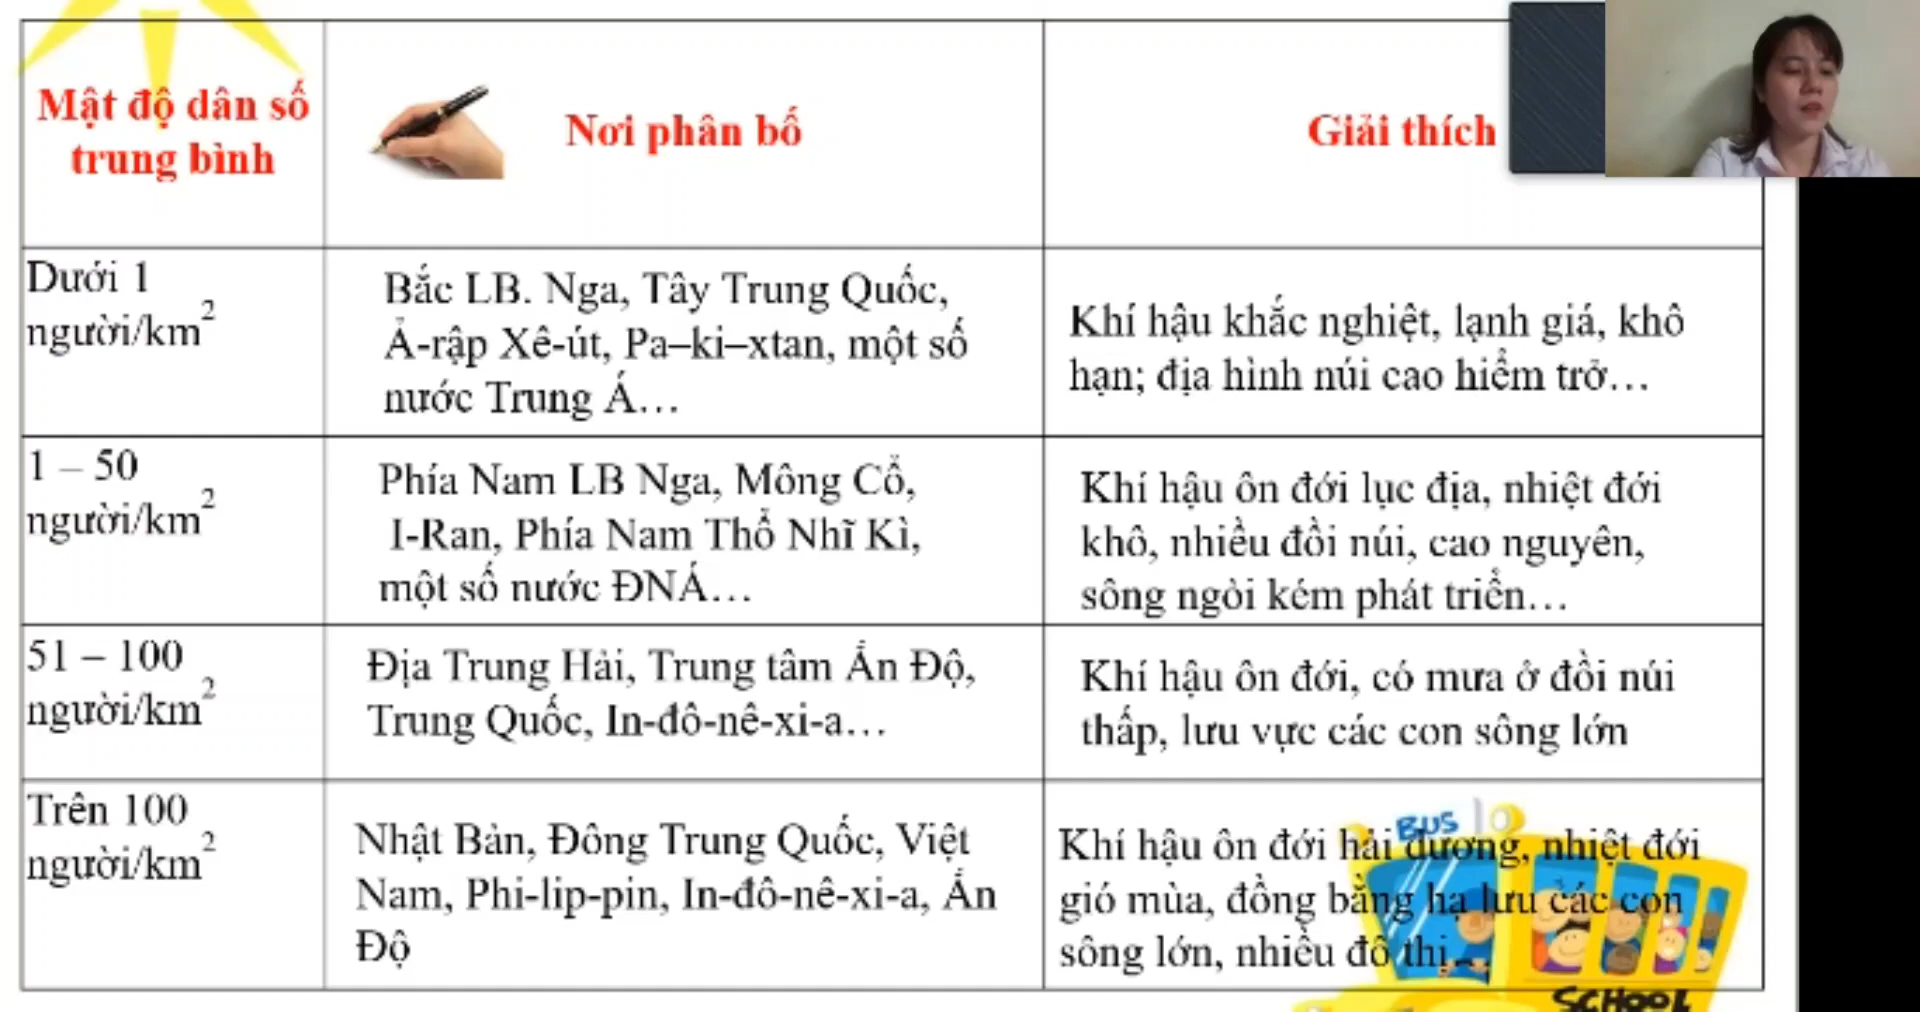 Mật độ dân số
trung bình
Nơi phân bố
Giải thích
Dưới 1
người/km²
Bắc LB. Nga, Tây Trung Quốc,
Ả-rập Xê-út, Pa–ki–xtan, một số
nước Trung Á…
Khí hậu khắc nghiệt, lạnh giá, khô
hạn; địa hình núi cao hiểm trở…
1 – 50
người/km²
Phía Nam LB Nga, Mông Cổ,
I-Ran, Phía Nam Thổ Nhĩ Kì,
một số nước ĐNÁ…
Khí hậu ôn đới lục địa, nhiệt đới
khô, nhiều đồi núi, cao nguyên,
sông ngòi kém phát triển…
51 – 100
người/km²
Địa Trung Hải, Trung tâm Ấn Độ,
Trung Quốc, In-đô-nê-xi-a…
Khí hậu ôn đới, có mưa ở đồi núi
thấp, lưu vực các con sông lớn
Trên 100
người/km²
Nhật Bản, Đông Trung Quốc, Việt
Nam, Phi-lip-pin, In-đô-nê-xi-a, Ấn
Độ
Khí hậu ôn đới hải dương, nhiệt đới
gió mùa, đồng bằng hạ lưu các con
sông lớn, nhiều đô thị…
BUS
SCHOOL